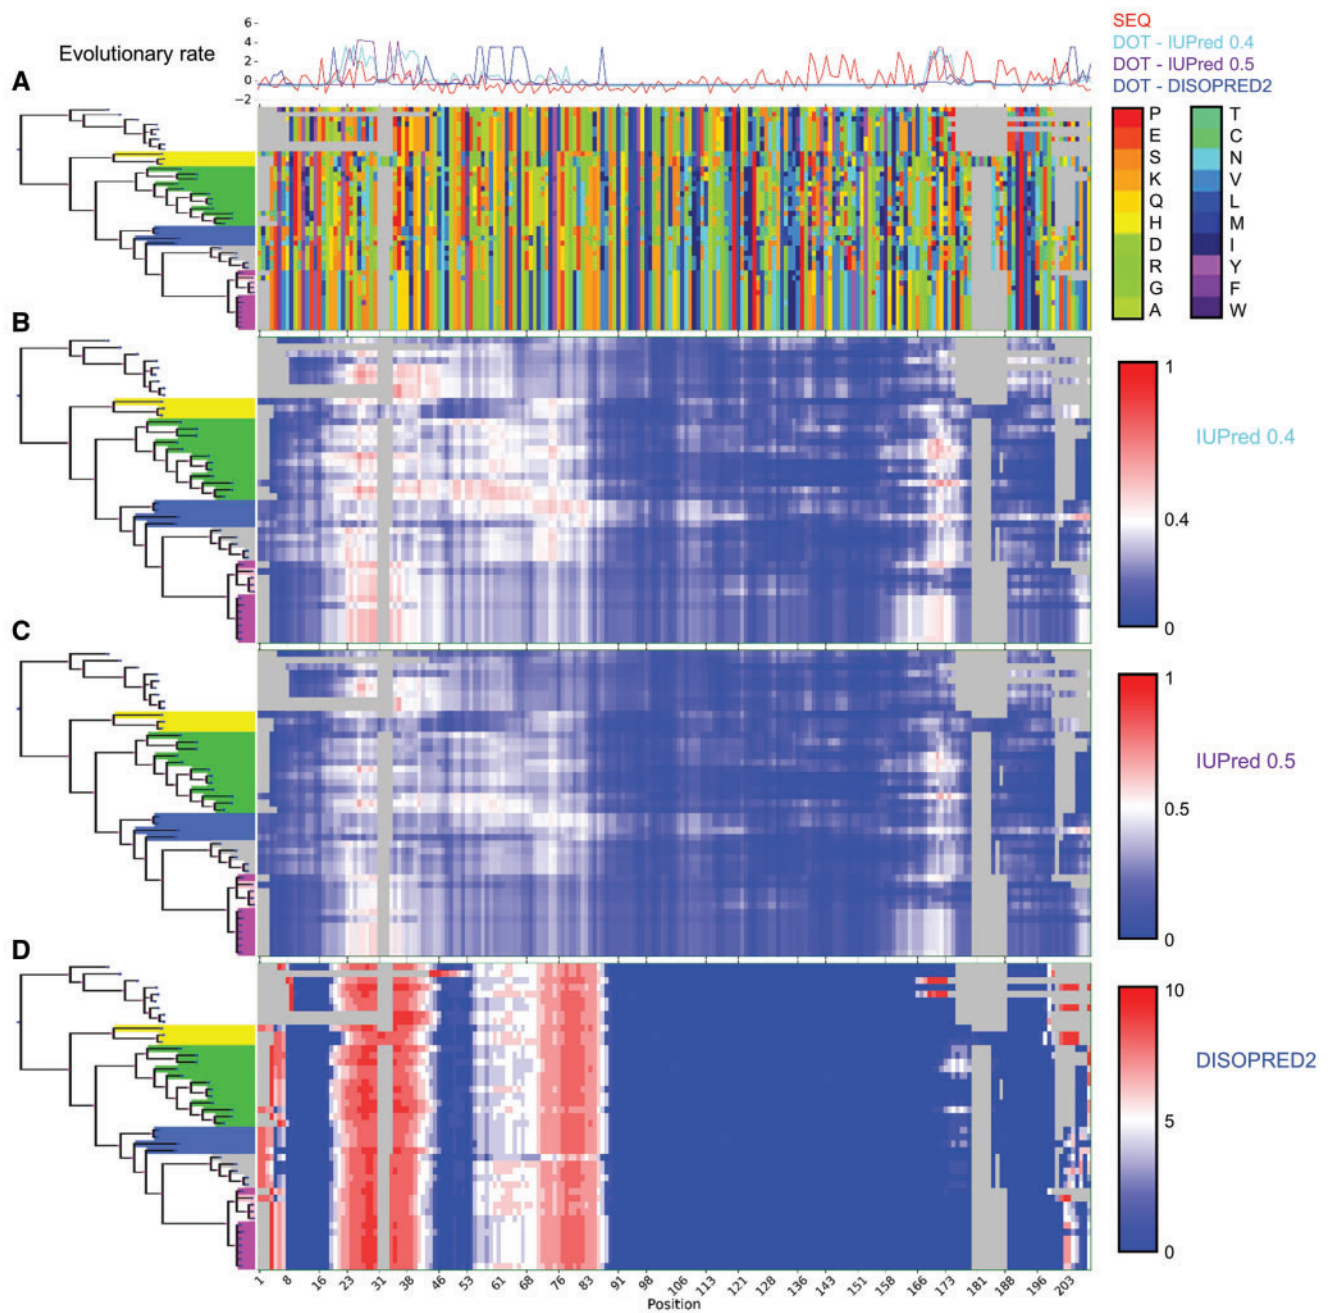 Evolutionary rate
6
4
2
0
−2
SEQ
DOT - IUPred 0.4
DOT - IUPred 0.5
DOT - DISOPRED2
A
P T
E C
S N
K V
Q L
H M
D I
R Y
G F
A W
B
1
0.4
0
IUPred 0.4
C
1
0.5
0
IUPred 0.5
D
10
5
0
DISOPRED2
1 8 16 23 31 38 46 53 61 68 76 83 91 98 106 113 121 128 136 143 151 158 166 173 181 188 196 203
Position